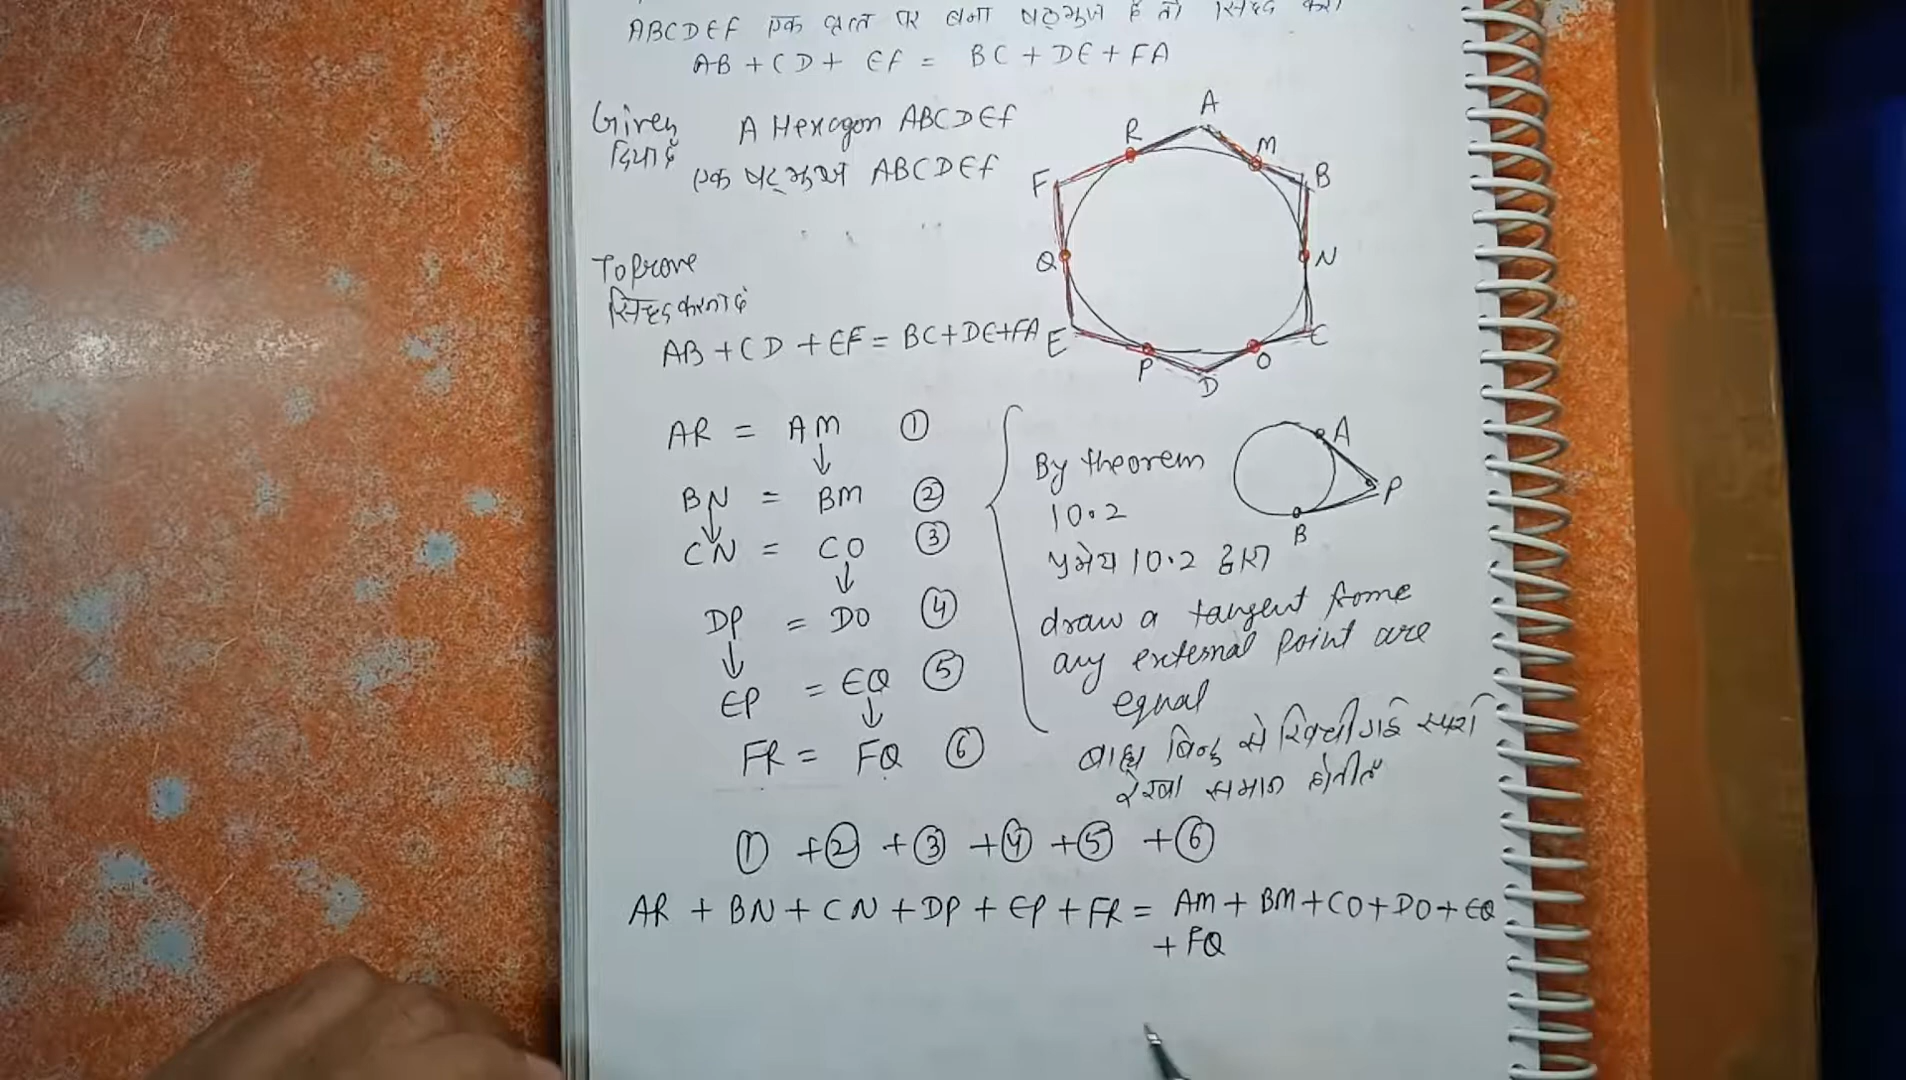 ABCDEF एक वृत्त पर बना षट्भुज है तो सिद्ध करो
AB + CD + EF = BC + DE + FA
Given A Hexagon ABCDEF
दिया है एक षट्भुज ABCDEF
To prove
सिद्ध करना है
AB + CD + EF = BC + DE + FA
A
R
M
F
B
Q
N
E
C
P
O
D
AR = AM ①
BN = BM ②
CN = CO ③
DP = DO ④
EP = EQ ⑤
FR = FQ ⑥
By theorem
10.2
प्रमेय 10.2 द्वारा
draw a tangent frome
any external point are
equal
बाह्य बिन्दु से खिची गई स्पर्श
रेखा समान होती है
A
P
B
① + ② + ③ + ④ + ⑤ + ⑥
AR + BN + CN + DP + EP + FR = AM + BM + CO + DO + EQ
+ FQ